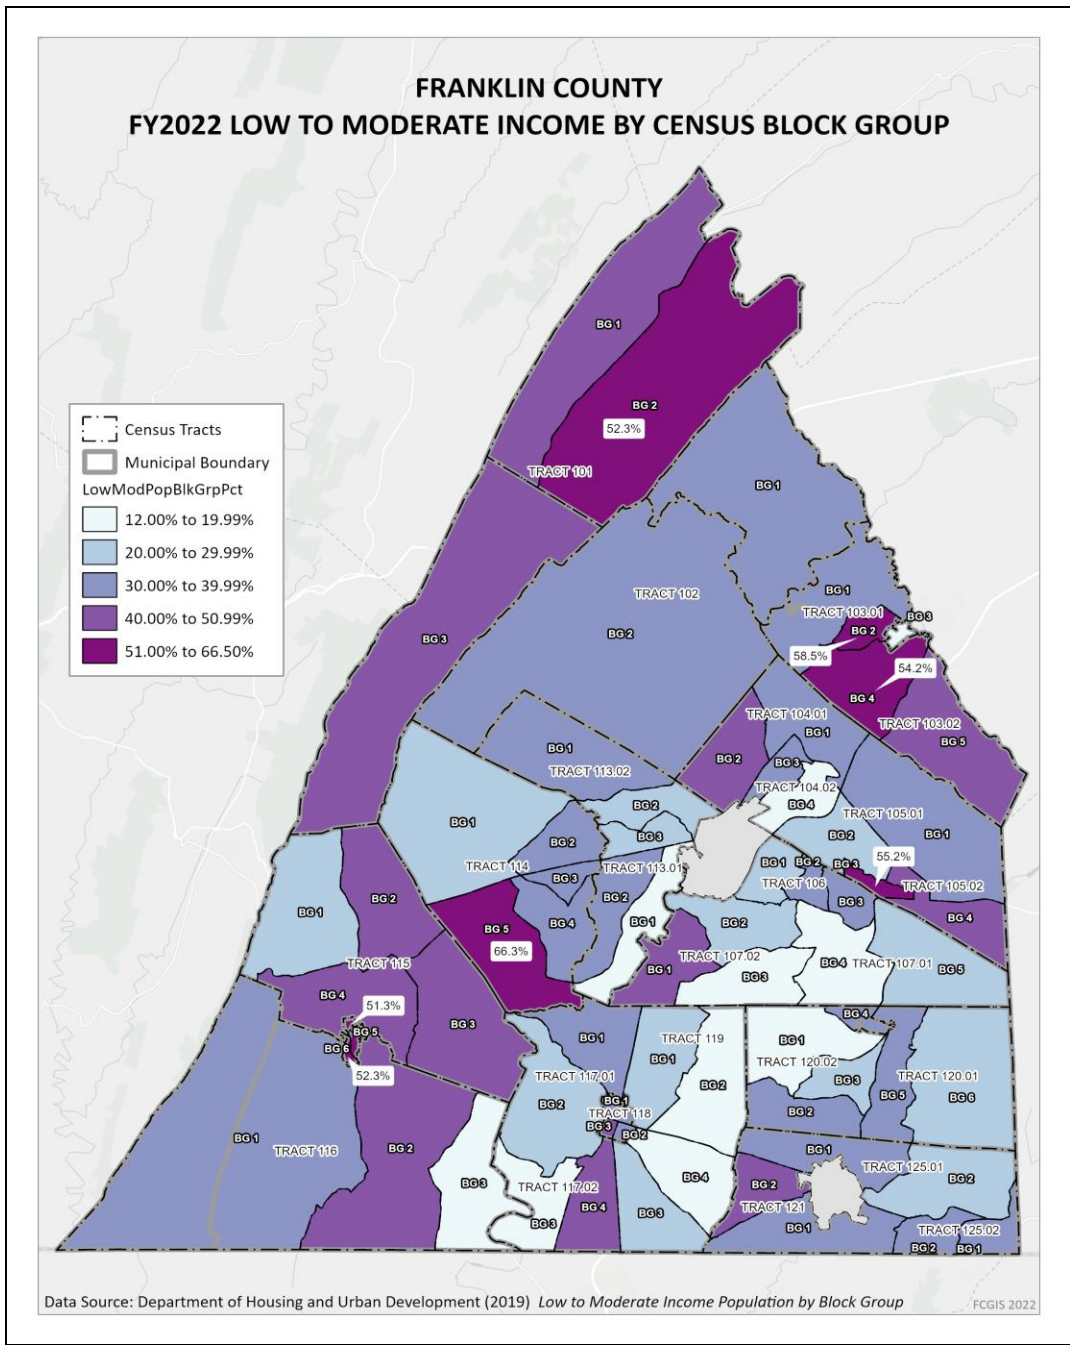 FRANKLIN COUNTY
FY2022 LOW TO MODERATE INCOME BY CENSUS BLOCK GROUP
Census Tracts
Municipal Boundary
LowModPopBlkGrpPct
12.00% to 19.99%
20.00% to 29.99%
30.00% to 39.99%
40.00% to 50.99%
51.00% to 66.50%
BG 1
BG 2
52.3%
TRACT 101
BG 1
TRACT 102
BG 1
TRACT 103.01
BG 3
BG 2
BG 2
58.5%
BG 3
54.2%
BG 4
TRACT 104.01
TRACT 103.02
BG 1
BG 5
BG 1
BG 2
BG 3
TRACT 113.02
TRACT 104.02
BG 4
BG 2
TRACT 105.01
BG 1
BG 2
BG 3
BG 2
BG 1
55.2%
TRACT 114
TRACT 113.01
BG 1
BG 2
BG 3
BG 3
TRACT 106
TRACT 105.02
BG 2
BG 2
BG 3
BG 1
BG 4
BG 1
BG 2
BG 4
BG 5
66.3%
TRACT 107.02
TRACT 115
BG 1
BG 3
BG 4
TRACT 107.01
BG 5
BG 4
51.3%
BG 5
BG 3
BG 6
52.3%
BG 1
TRACT 119
BG 4
BG 1
TRACT 117.01
BG 1
TRACT 120.02
BG 2
BG 3
TRACT 120.01
BG 2
BG 1
BG 5
BG 6
TRACT 118
BG 2
BG 3
BG 2
BG 1
TRACT 116
BG 2
BG 1
TRACT 125.01
BG 4
BG 3
TRACT 117.02
BG 2
BG 2
BG 4
TRACT 121
BG 3
BG 3
BG 1
TRACT 125.02
BG 2
BG 1
Data Source: Department of Housing and Urban Development (2019) Low to Moderate Income Population by Block Group
FCGIS 2022